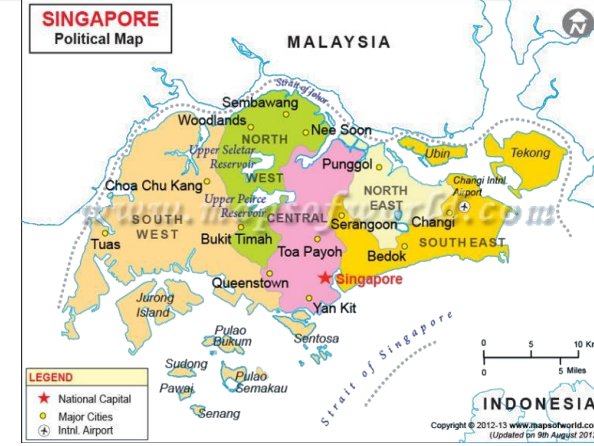 SINGAPORE
Political Map
N
MALAYSIA
Strait of Johor
Sembawang
Woodlands
NORTH
WEST
Nee Soon
Upper Seletar
Reservoir
Punggol
Ubin
Tekong
Choa Chu Kang
Changi Intnl.
Airport
NORTH
EAST
Upper Peirce
Reservoir
www.mapsofworld.com
SOUTH
WEST
CENTRAL
Serangoon
Changi
Tuas
Bukit Timah
Toa Payoh
SOUTH EAST
Bedok
Queenstown
Singapore
Jurong
Island
Yan Kit
Pulao
Bukum
Sentosa
Strait of Singapore
Sudong
Pulao
Semakau
Pawai
Senang
0 10 Km
0 5 Miles
LEGEND
National Capital
Major Cities
Intnl. Airport
INDONESIA
Copyright © 2012-13 www.mapsofworld.co
(Updated on 9th August 201